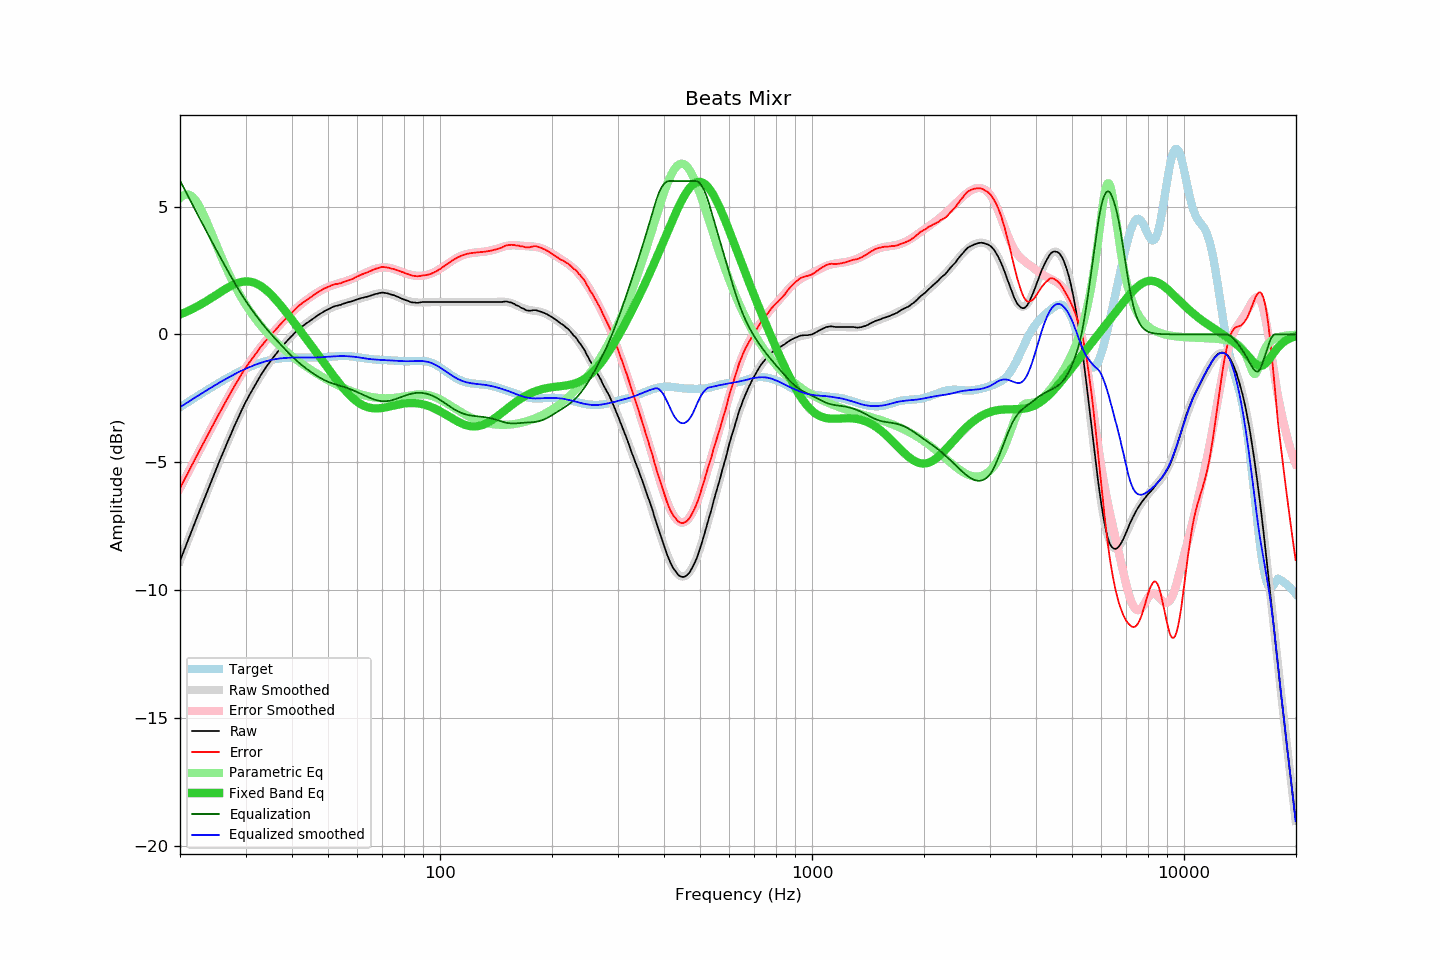 Beats Mixr
5
0
−5
−10
−15
−20
Amplitude (dBr)
Target
Raw Smoothed
Error Smoothed
Raw
Error
Parametric Eq
Fixed Band Eq
Equalization
Equalized smoothed
100
1000
10000
Frequency (Hz)